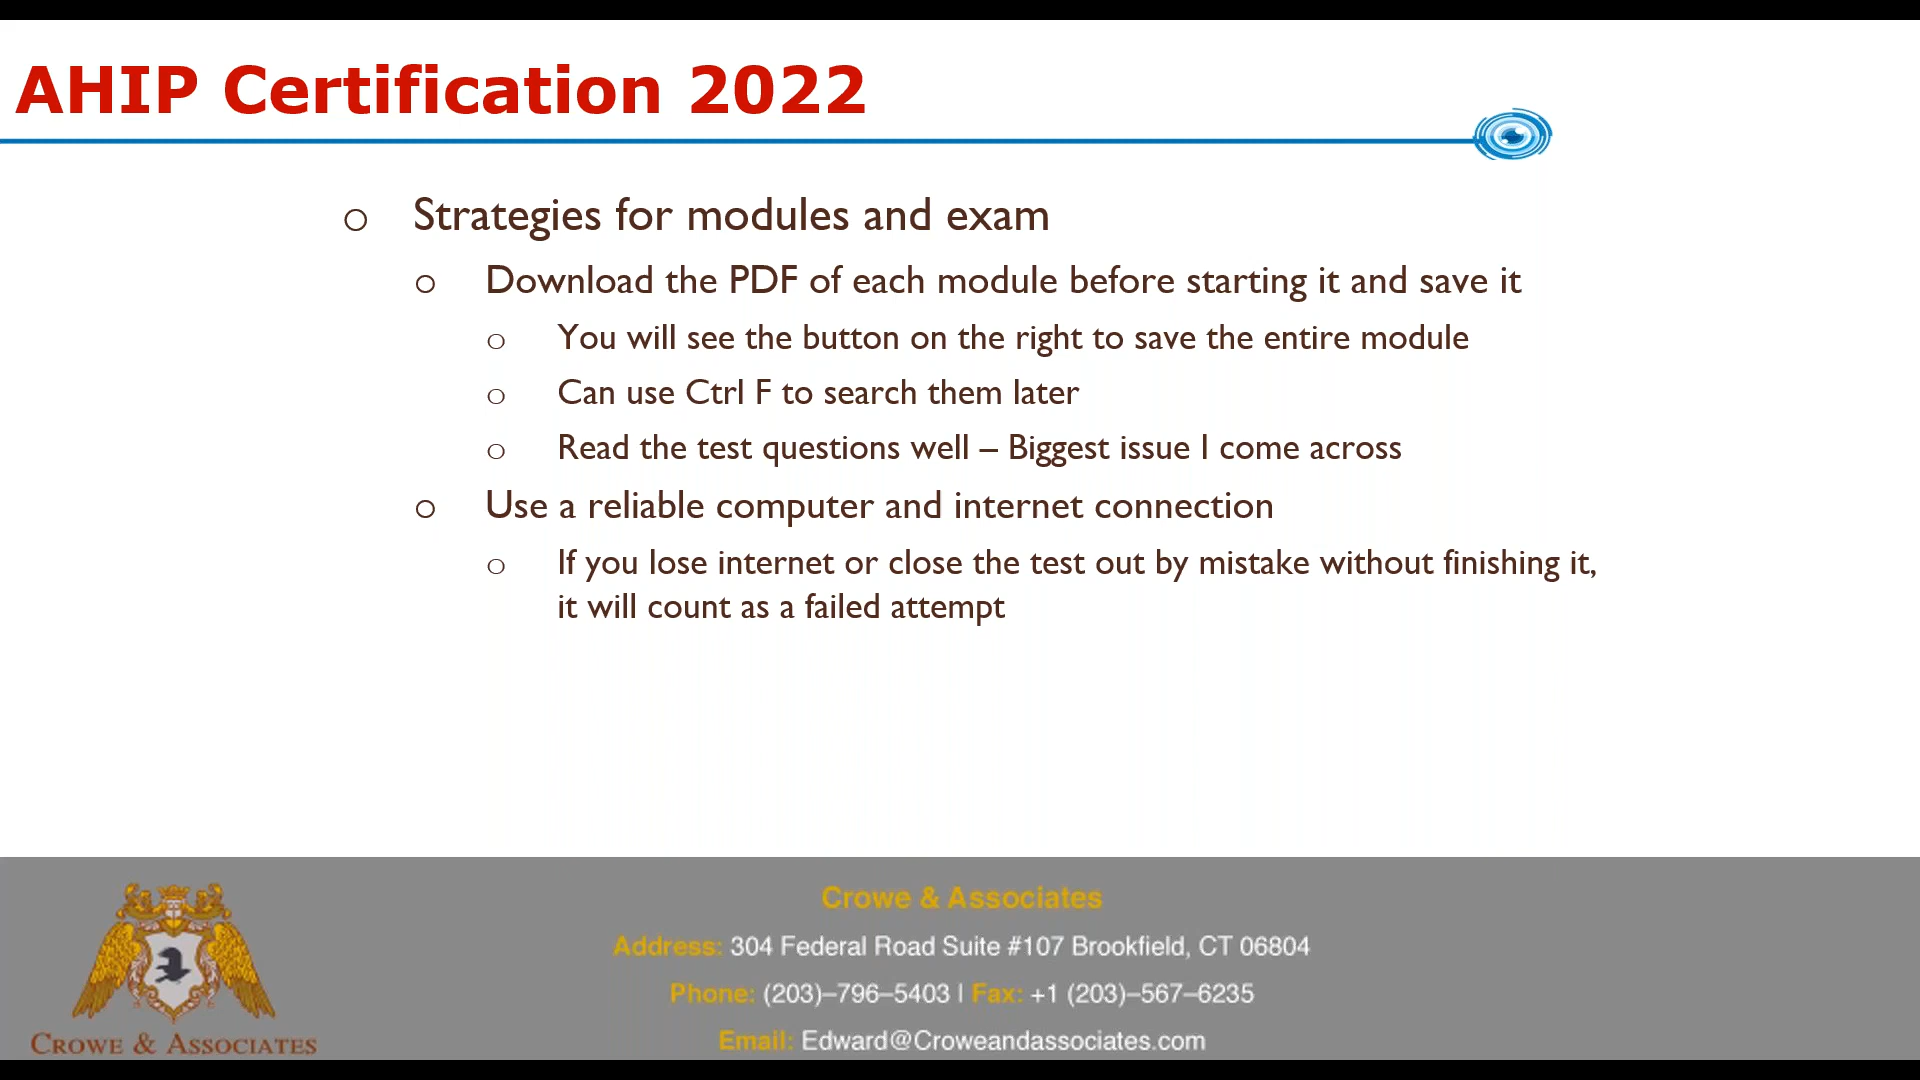 AHIP Certification 2022
o Strategies for modules and exam
o Download the PDF of each module before starting it and save it
o You will see the button on the right to save the entire module
o Can use Ctrl F to search them later
o Read the test questions well – Biggest issue I come across
o Use a reliable computer and internet connection
o If you lose internet or close the test out by mistake without finishing it,
it will count as a failed attempt
Crowe & Associates
Address: 304 Federal Road Suite #107 Brookfield, CT 06804
Phone: (203)–796–5403 | Fax: +1 (203)–567–6235
Email: Edward@Croweandassociates.com
CROWE & ASSOCIATES